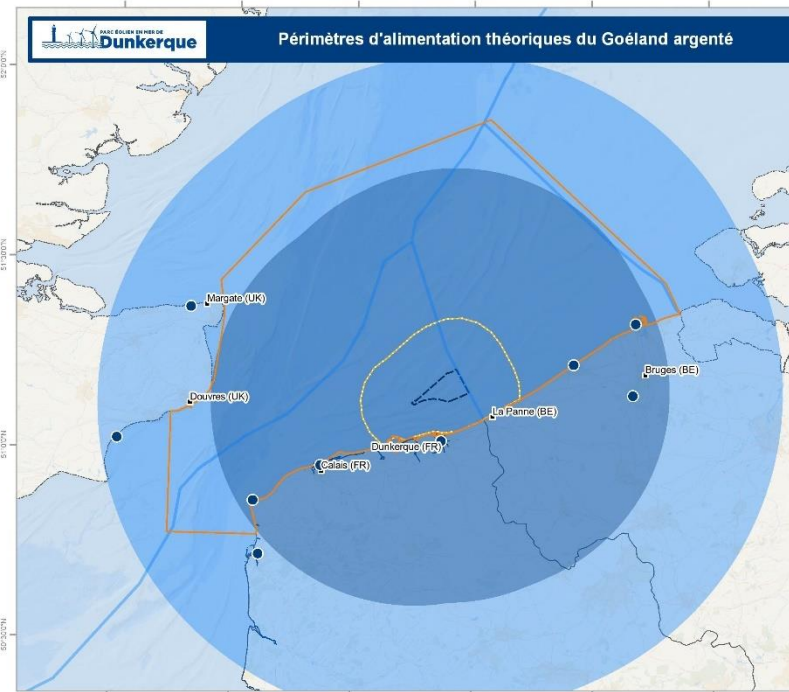 PARC ÉOLIEN EN MER DE
Dunkerque
Périmètres d'alimentation théoriques du Goéland argenté
52°0'0"N
51°30'0"N
Margate (UK)
Bruges (BE)
Douvres (UK)
La Panne (BE)
51°0'0"N
Dunkerque (FR)
Calais (FR)
50°30'0"N